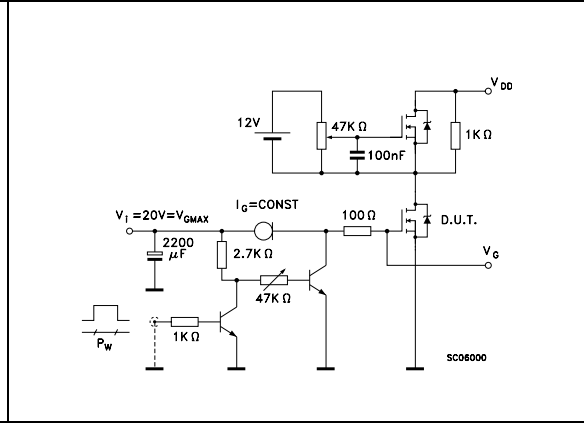 V DD
12V
47K Ω
1K Ω
100nF
I G=CONST
V i =20V=V GMAX
100 Ω
D.U.T.
2200
μF
2.7K Ω
V G
47K Ω
1K Ω
P W
SC06000